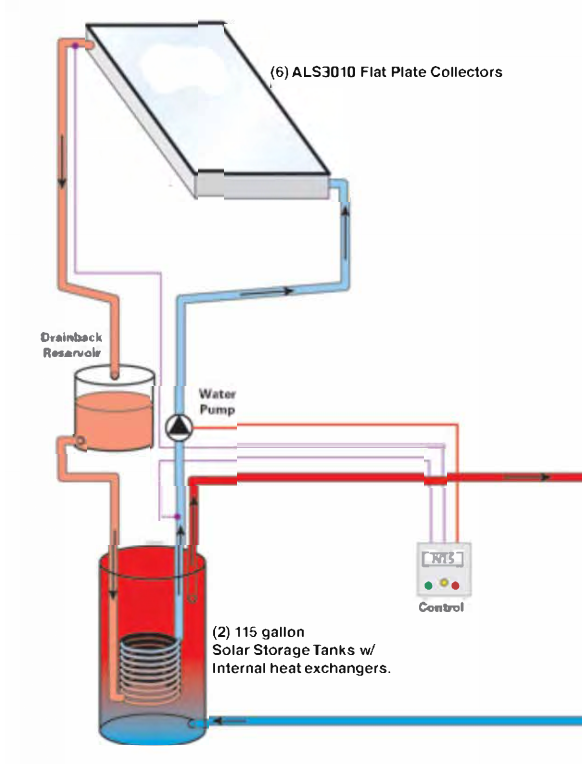 (6) ALS3010 Flat Plate Collectors
Drainback
Reservoir
Water
Pump
Control
(2) 115 gallon
Solar Storage Tanks w/
Internal heat exchangers.